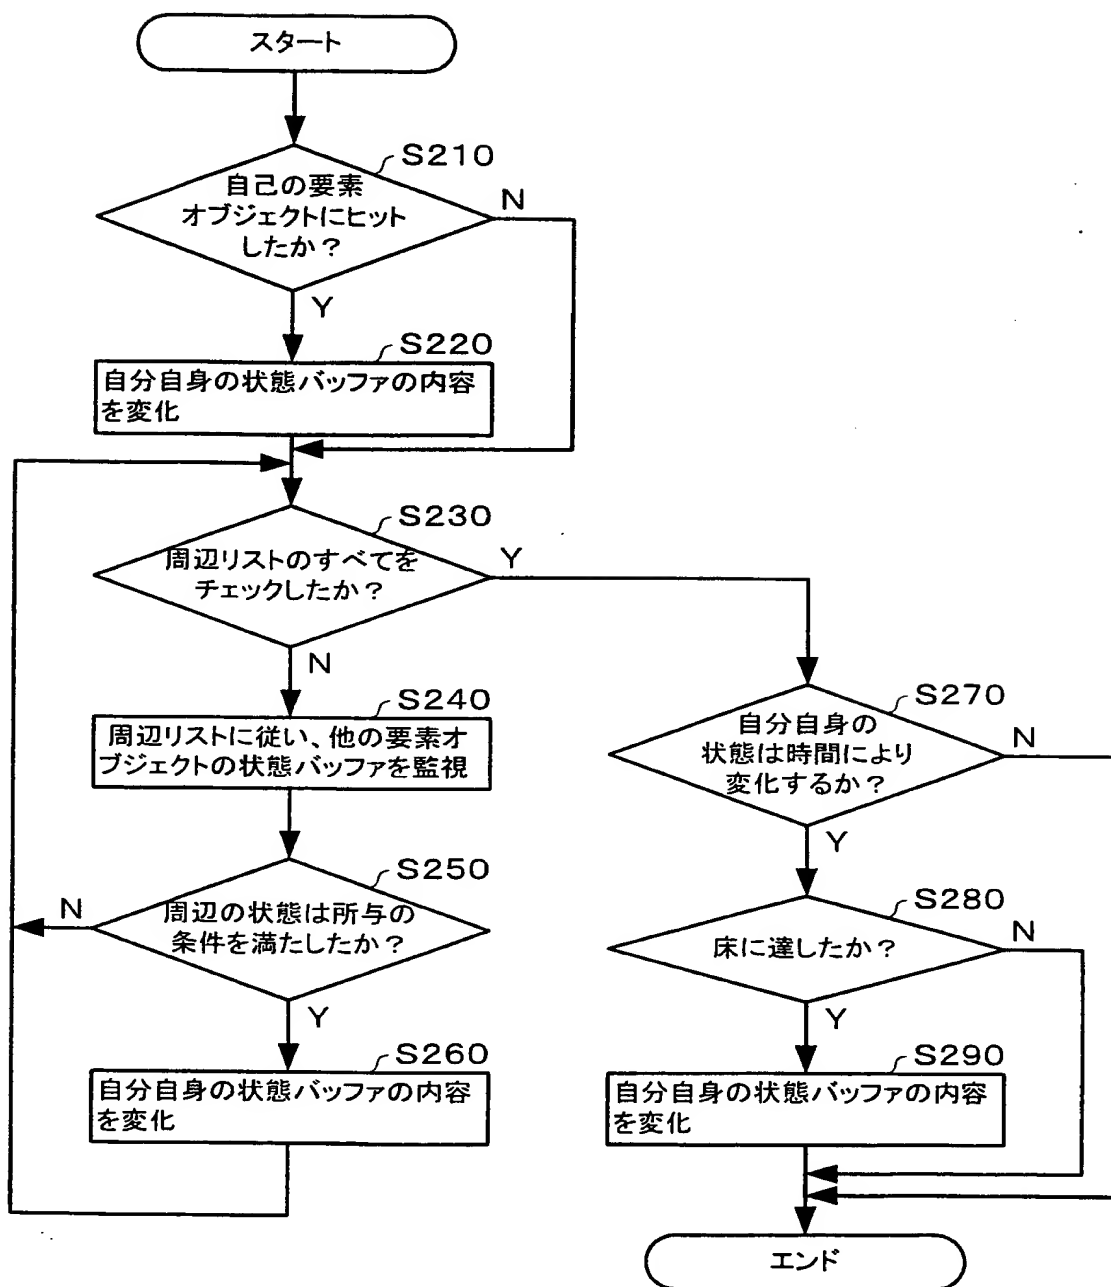 スタート
S210
自己の要素
オブジェクトにヒット
したか？
N
Y
S220
自分自身の状態バッファの内容
を変化
S230
周辺リストのすべてを
チェックしたか？
Y
N
S240
周辺リストに従い、他の要素オ
ブジェクトの状態バッファを監視
S250
周辺の状態は所与の
条件を満たしたか？
N
Y
S260
自分自身の状態バッファの内容
を変化
S270
自分自身の
状態は時間により
変化するか？
N
Y
S280
床に達したか？
N
Y
S290
自分自身の状態バッファの内容
を変化
エンド